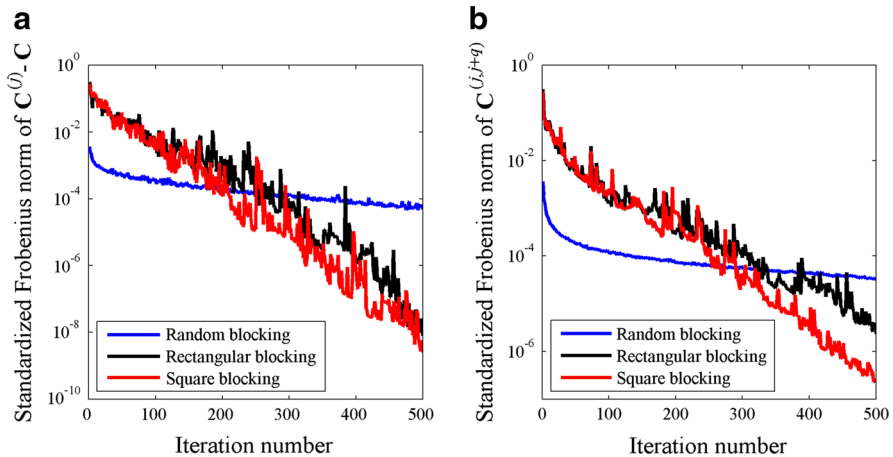 a
Standardized Frobenius norm of C^(j) - C
10^0
10^-2
10^-4
10^-6
10^-8
10^-10
Random blocking
Rectangular blocking
Square blocking
0 100 200 300 400 500
Iteration number
b
Standardized Frobenius norm of C^(j,j+q)
10^0
10^-2
10^-4
10^-6
Random blocking
Rectangular blocking
Square blocking
0 100 200 300 400 500
Iteration number